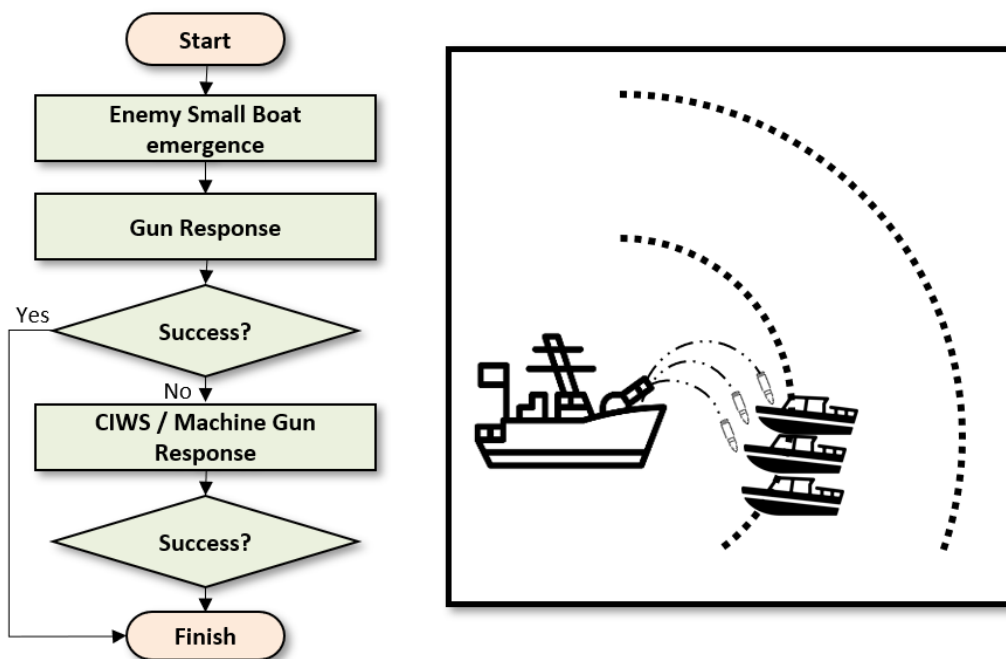 Start
Enemy Small Boat
emergence
Gun Response
Success?
Yes
No
CIWS / Machine Gun
Response
Success?
Finish